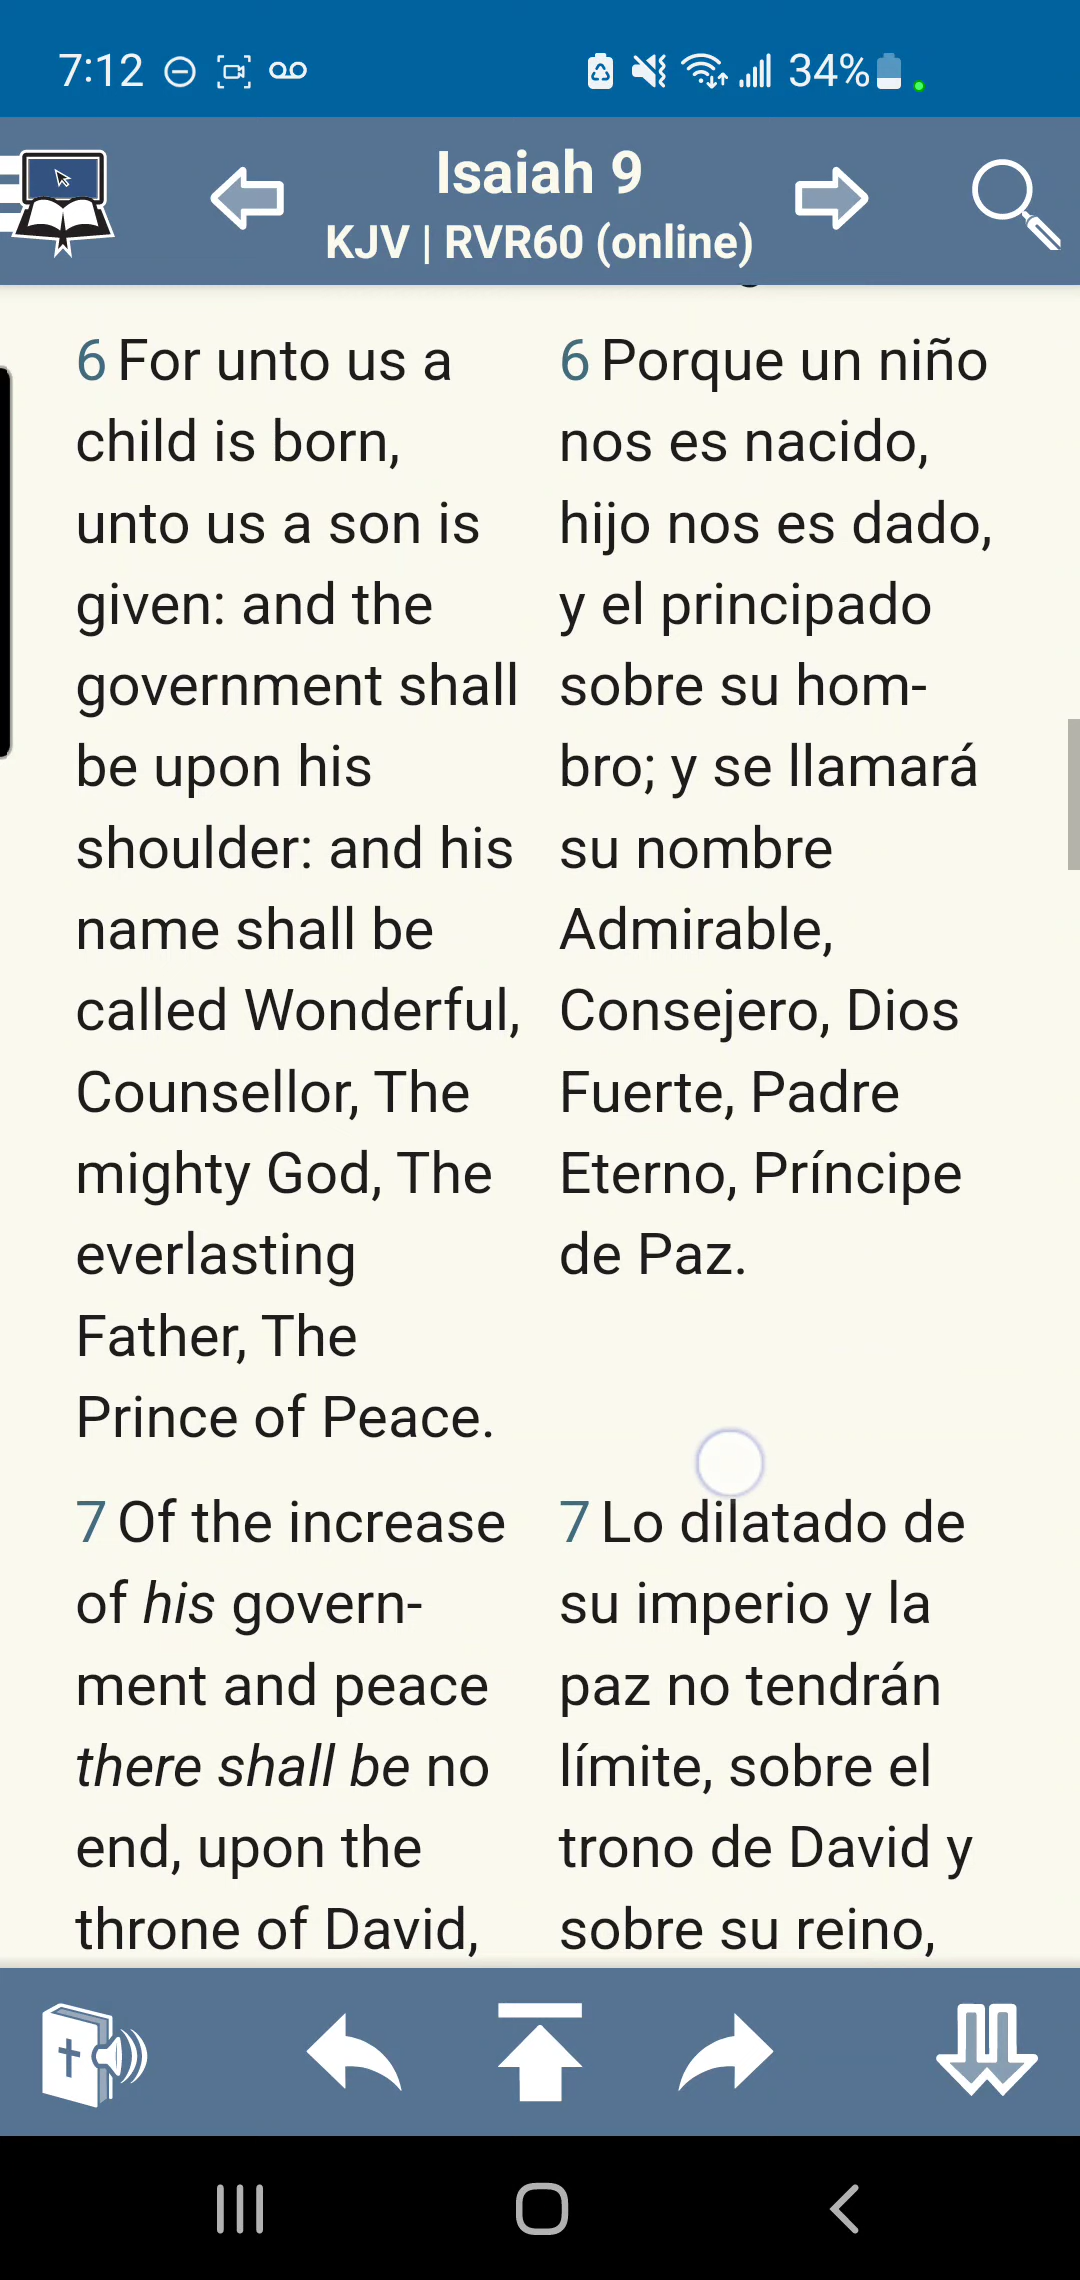 7:12
34%
Isaiah 9
KJV | RVR60 (online)
6 For unto us a
child is born,
unto us a son is
given: and the
government shall
be upon his
shoulder: and his
name shall be
called Wonderful,
Counsellor, The
mighty God, The
everlasting
Father, The
Prince of Peace.
6 Porque un niño
nos es nacido,
hijo nos es dado,
y el principado
sobre su hom-
bro; y se llamará
su nombre
Admirable,
Consejero, Dios
Fuerte, Padre
Eterno, Príncipe
de Paz.
7 Of the increase
of his govern-
ment and peace
there shall be no
end, upon the
throne of David,
7 Lo dilatado de
su imperio y la
paz no tendrán
límite, sobre el
trono de David y
sobre su reino,